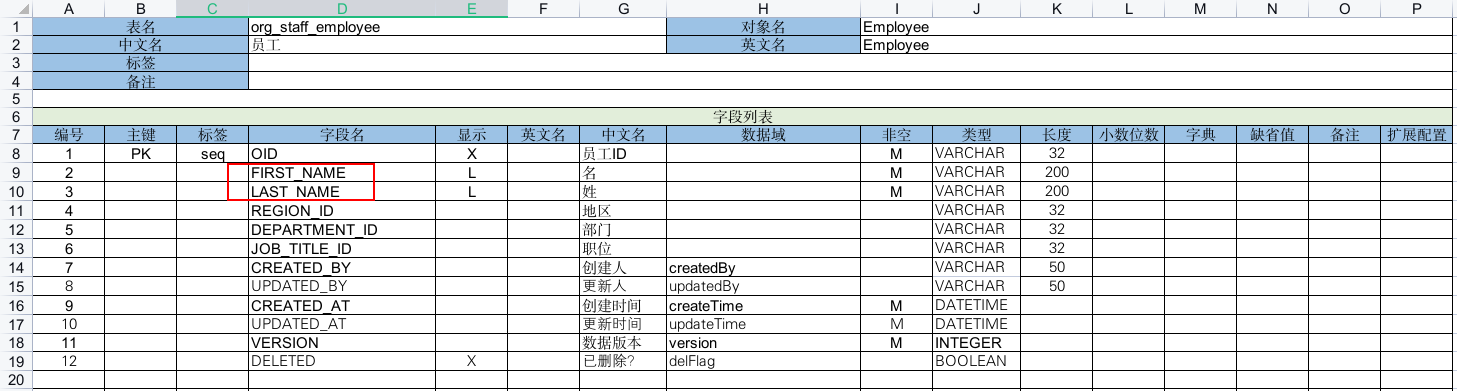 A B C D E F G H I J K L M N O P
1 表名 org_staff_employee 对象名 Employee
2 中文名 员工 英文名 Employee
3 标签
4 备注
5
6 字段列表
7 编号 主键 标签 字段名 显示 英文名 中文名 数据域 非空 类型 长度 小数位数 字典 缺省值 备注 扩展配置
8 1 PK seq OID X 员工ID M VARCHAR 32
9 2 FIRST_NAME L 名 M VARCHAR 200
10 3 LAST_NAME L 姓 M VARCHAR 200
11 4 REGION_ID 地区 VARCHAR 32
12 5 DEPARTMENT_ID 部门 VARCHAR 32
13 6 JOB_TITLE_ID 职位 VARCHAR 32
14 7 CREATED_BY 创建人 createdBy VARCHAR 50
15 8 UPDATED_BY 更新人 updatedBy VARCHAR 50
16 9 CREATED_AT 创建时间 createTime M DATETIME
17 10 UPDATED_AT 更新时间 updateTime M DATETIME
18 11 VERSION 数据版本 version M INTEGER
19 12 DELETED X 已删除? delFlag BOOLEAN
20